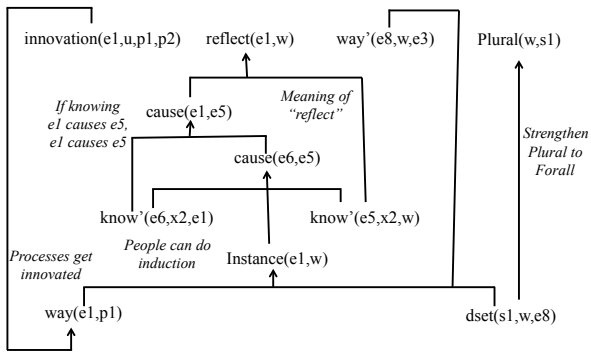 innovation(e1,u,p1,p2) reflect(e1,w) way’(e8,w,e3) Plural(w,s1)
If knowing
e1 causes e5,
e1 causes e5
cause(e1,e5)
Meaning of
“reflect”
Strengthen
Plural to
Forall
cause(e6,e5)
know’(e6,x2,e1) know’(e5,x2,w)
People can do
induction
Processes get
innovated
Instance(e1,w)
way(e1,p1) dset(s1,w,e8)